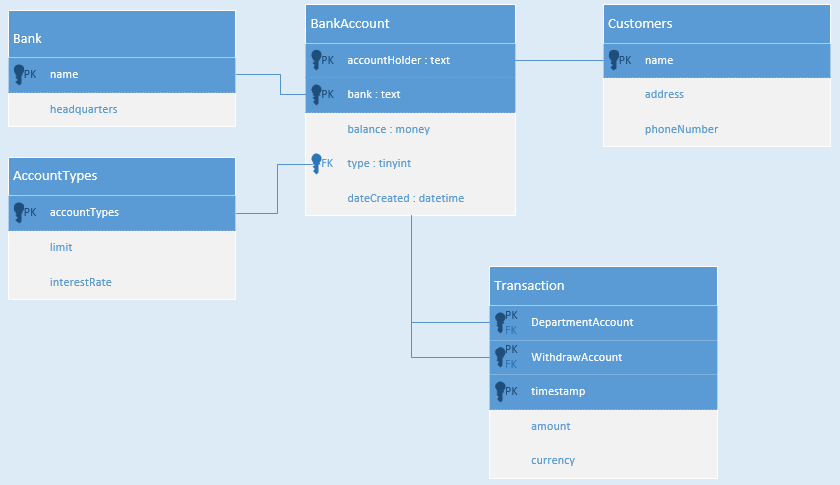 Bank
PK name
headquarters
AccountTypes
PK accountTypes
limit
interestRate
BankAccount
PK accountHolder : text
PK bank : text
balance : money
FK type : tinyint
dateCreated : datetime
Customers
PK name
address
phoneNumber
Transaction
PK
FK DepartmentAccount
PK
FK WithdrawAccount
PK timestamp
amount
currency